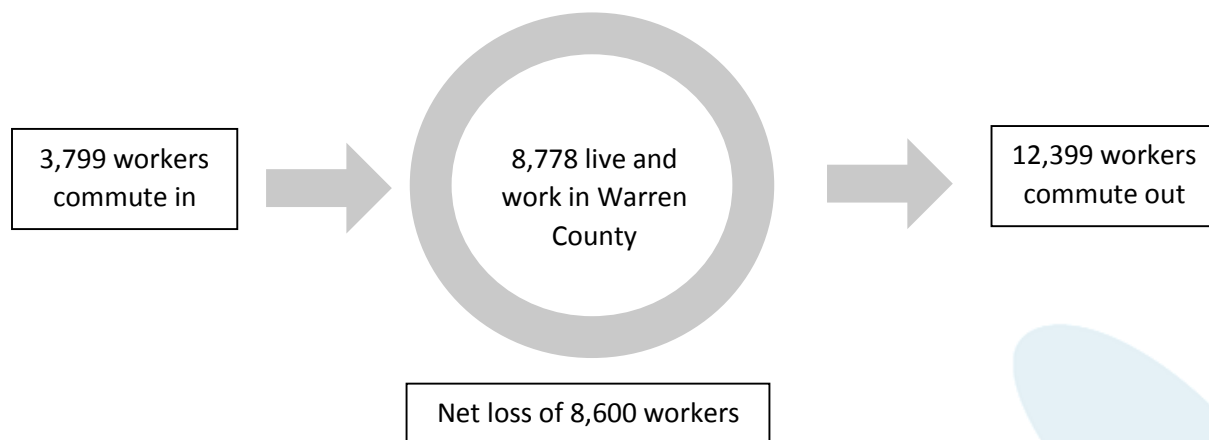 3,799 workers
commute in
8,778 live and
work in Warren
County
12,399 workers
commute out
Net loss of 8,600 workers